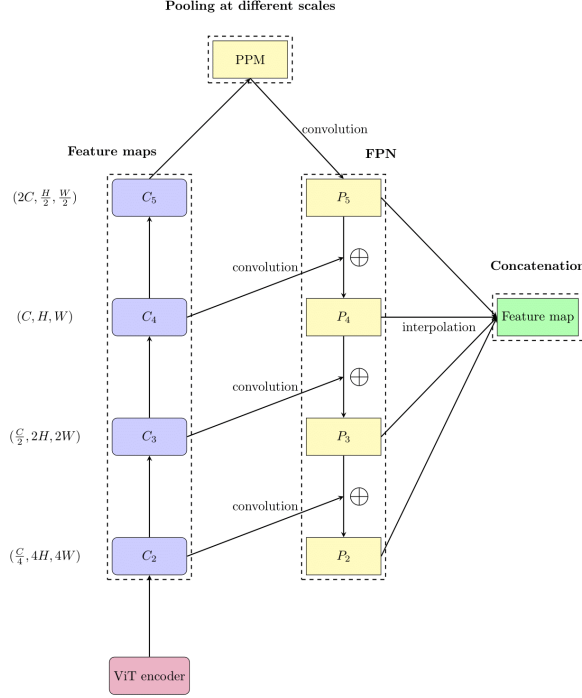 Pooling at different scales
PPM
convolution
Feature maps
FPN
(2C, H/2, W/2)
C₅
P₅
convolution
⊕
Concatenation
(C, H, W)
C₄
P₄
interpolation
Feature map
convolution
⊕
(C/2, 2H, 2W)
C₃
P₃
convolution
⊕
(C/4, 4H, 4W)
C₂
P₂
ViT encoder